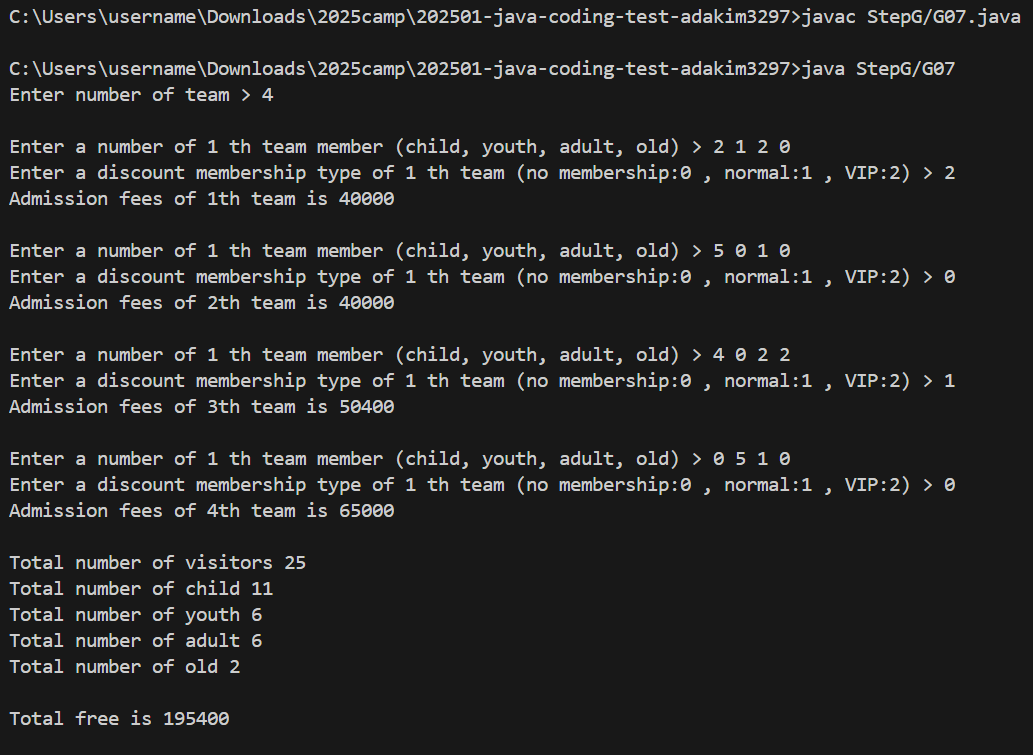 C:\Users\username\Downloads\2025camp\202501-java-coding-test-adakim3297>javac StepG/G07.java
C:\Users\username\Downloads\2025camp\202501-java-coding-test-adakim3297>java StepG/G07
Enter number of team > 4
Enter a number of 1 th team member (child, youth, adult, old) > 2 1 2 0
Enter a discount membership type of 1 th team (no membership:0 , normal:1 , VIP:2) > 2
Admission fees of 1th team is 40000
Enter a number of 1 th team member (child, youth, adult, old) > 5 0 1 0
Enter a discount membership type of 1 th team (no membership:0 , normal:1 , VIP:2) > 0
Admission fees of 2th team is 40000
Enter a number of 1 th team member (child, youth, adult, old) > 4 0 2 2
Enter a discount membership type of 1 th team (no membership:0 , normal:1 , VIP:2) > 1
Admission fees of 3th team is 50400
Enter a number of 1 th team member (child, youth, adult, old) > 0 5 1 0
Enter a discount membership type of 1 th team (no membership:0 , normal:1 , VIP:2) > 0
Admission fees of 4th team is 65000
Total number of visitors 25
Total number of child 11
Total number of youth 6
Total number of adult 6
Total number of old 2
Total free is 195400